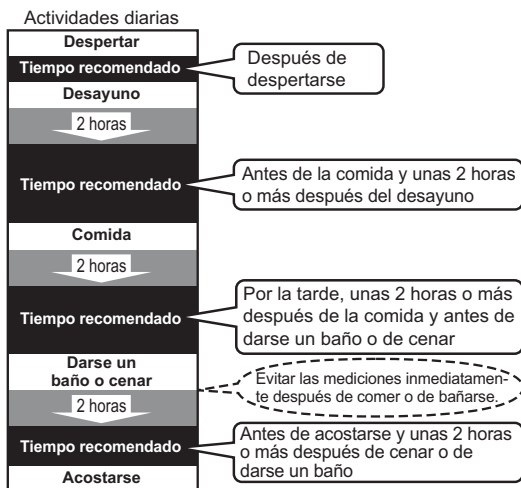 Actividades diarias
Despertar
Tiempo recomendado
Después de
despertarse
Desayuno
2 horas
Tiempo recomendado
Antes de la comida y unas 2 horas
o más después del desayuno
Comida
2 horas
Tiempo recomendado
Por la tarde, unas 2 horas o más
después de la comida y antes de
darse un baño o de cenar
Darse un
baño o cenar
Evitar las mediciones inmediatamen-
te después de comer o de bañarse.
2 horas
Tiempo recomendado
Antes de acostarse y unas 2 horas
o más después de cenar o de
darse un baño
Acostarse